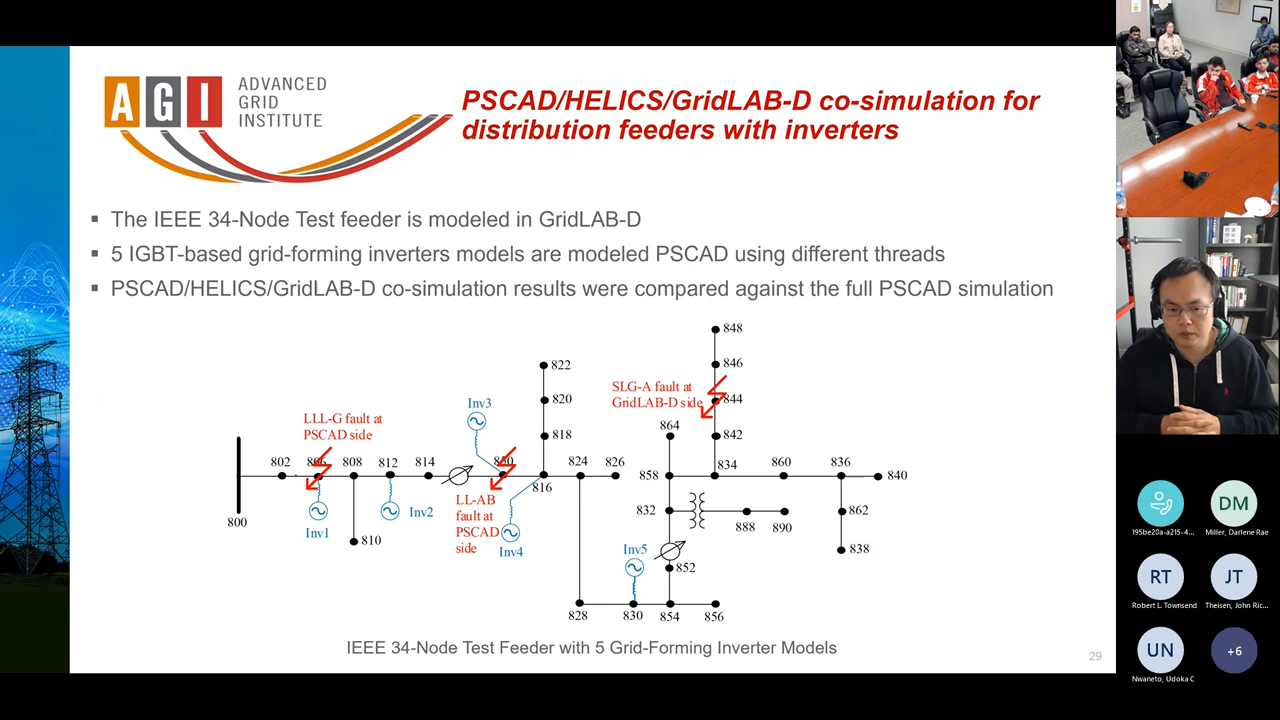 AGI
ADVANCED
GRID
INSTITUTE
PSCAD/HELICS/GridLAB-D co-simulation for
distribution feeders with inverters
▪ The IEEE 34-Node Test feeder is modeled in GridLAB-D
▪ 5 IGBT-based grid-forming inverters models are modeled PSCAD using different threads
▪ PSCAD/HELICS/GridLAB-D co-simulation results were compared against the full PSCAD simulation
848
846
822
SLG-A fault at
GridLAB-D side
844
820
Inv3
LLL-G fault at
PSCAD side
864
818
842
802
806
808
812
814
850
824
826
858
834
860
836
840
816
800
Inv1
Inv2
LL-AB
fault at
PSCAD
side
Inv4
810
832
888
890
862
838
Inv5
852
828
830
854
856
IEEE 34-Node Test Feeder with 5 Grid-Forming Inverter Models
29
195be20a-a215-4...
DM
Miller, Darlene Rae
RT
Robert L. Townsend
JT
Theisen, John Ric...
UN
Nwaneto, Udoka C
+6